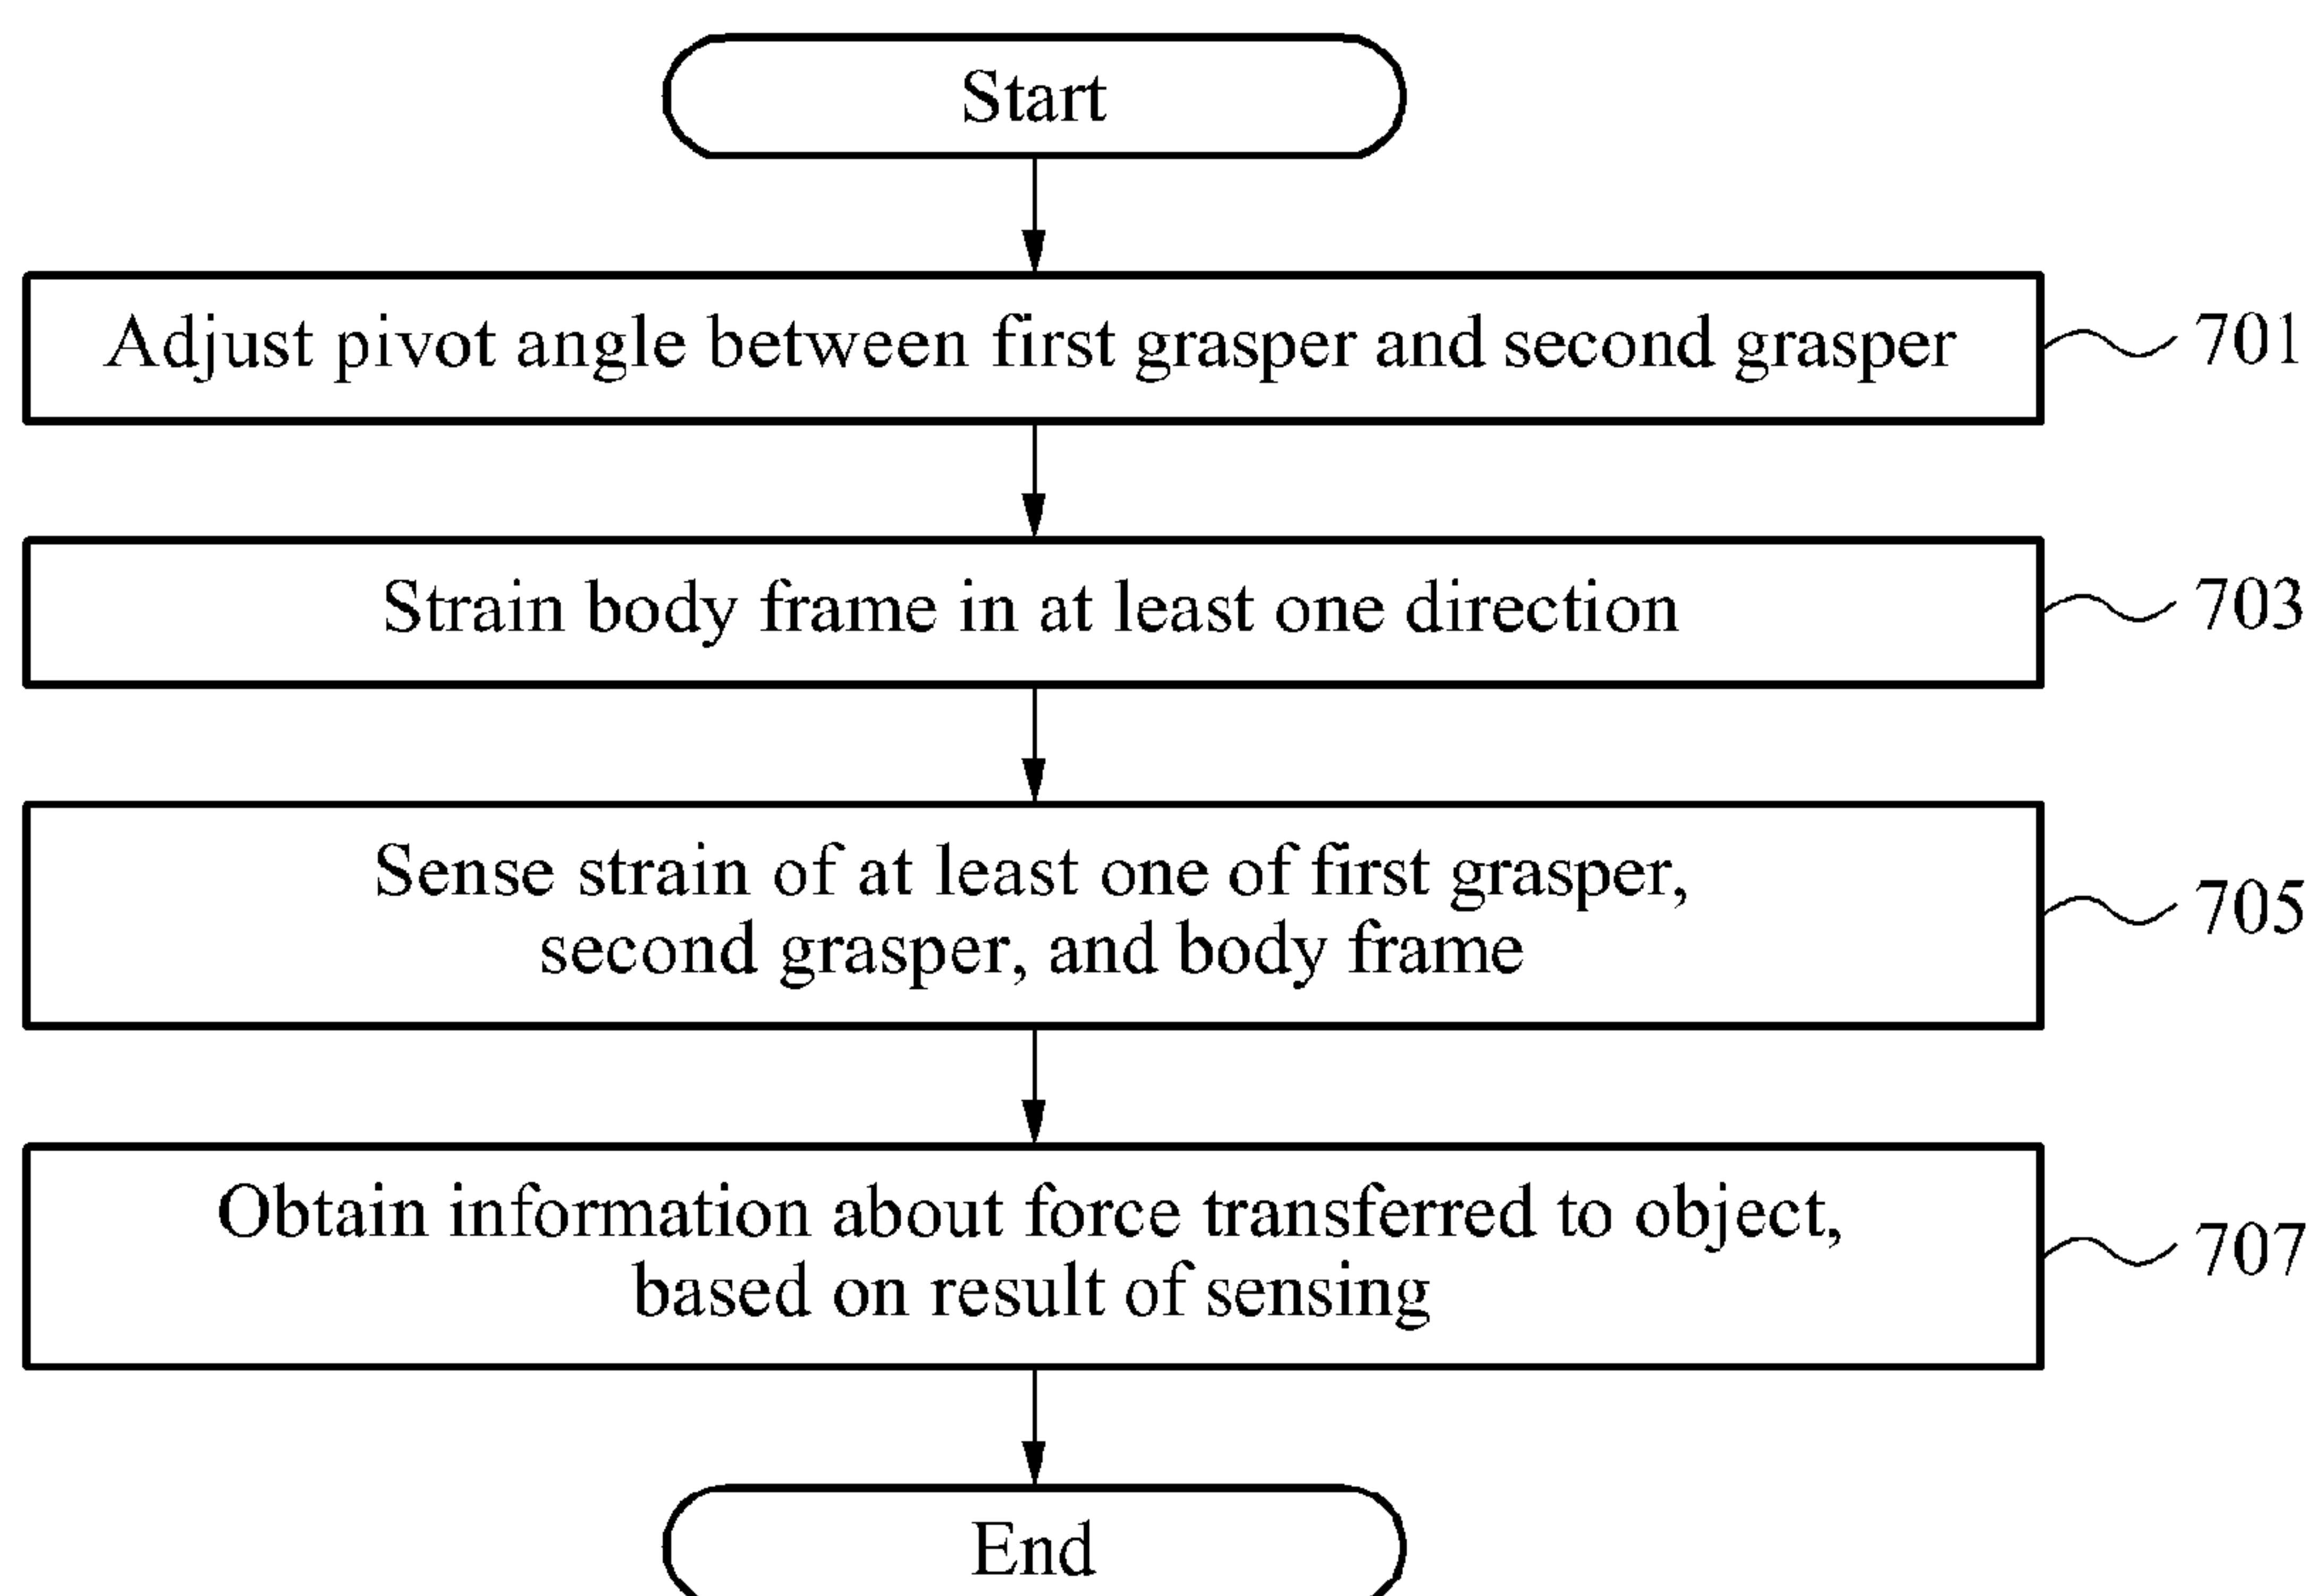 Start
Adjust pivot angle between first grasper and second grasper
701
Strain body frame in at least one direction
703
Sense strain of at least one of first grasper,
second grasper, and body frame
705
Obtain information about force transferred to object,
based on result of sensing
707
End